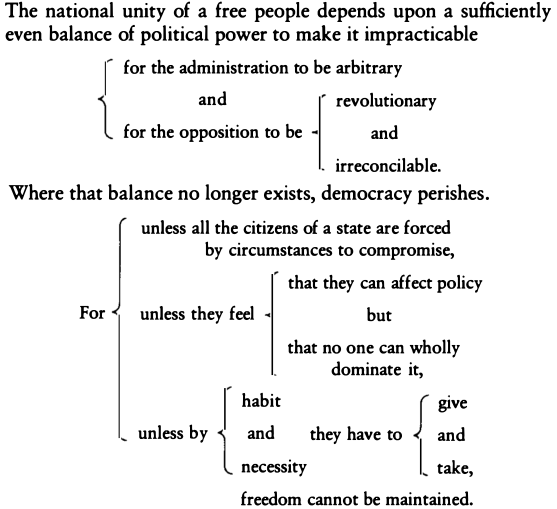 The national unity of a free people depends upon a sufficiently
even balance of political power to make it impracticable
for the administration to be arbitrary
and
for the opposition to be
revolutionary
and
irreconcilable.
Where that balance no longer exists, democracy perishes.
For
unless all the citizens of a state are forced
by circumstances to compromise,
unless they feel
that they can affect policy
but
that no one can wholly
dominate it,
unless by
habit
and
necessity
they have to
give
and
take,
freedom cannot be maintained.